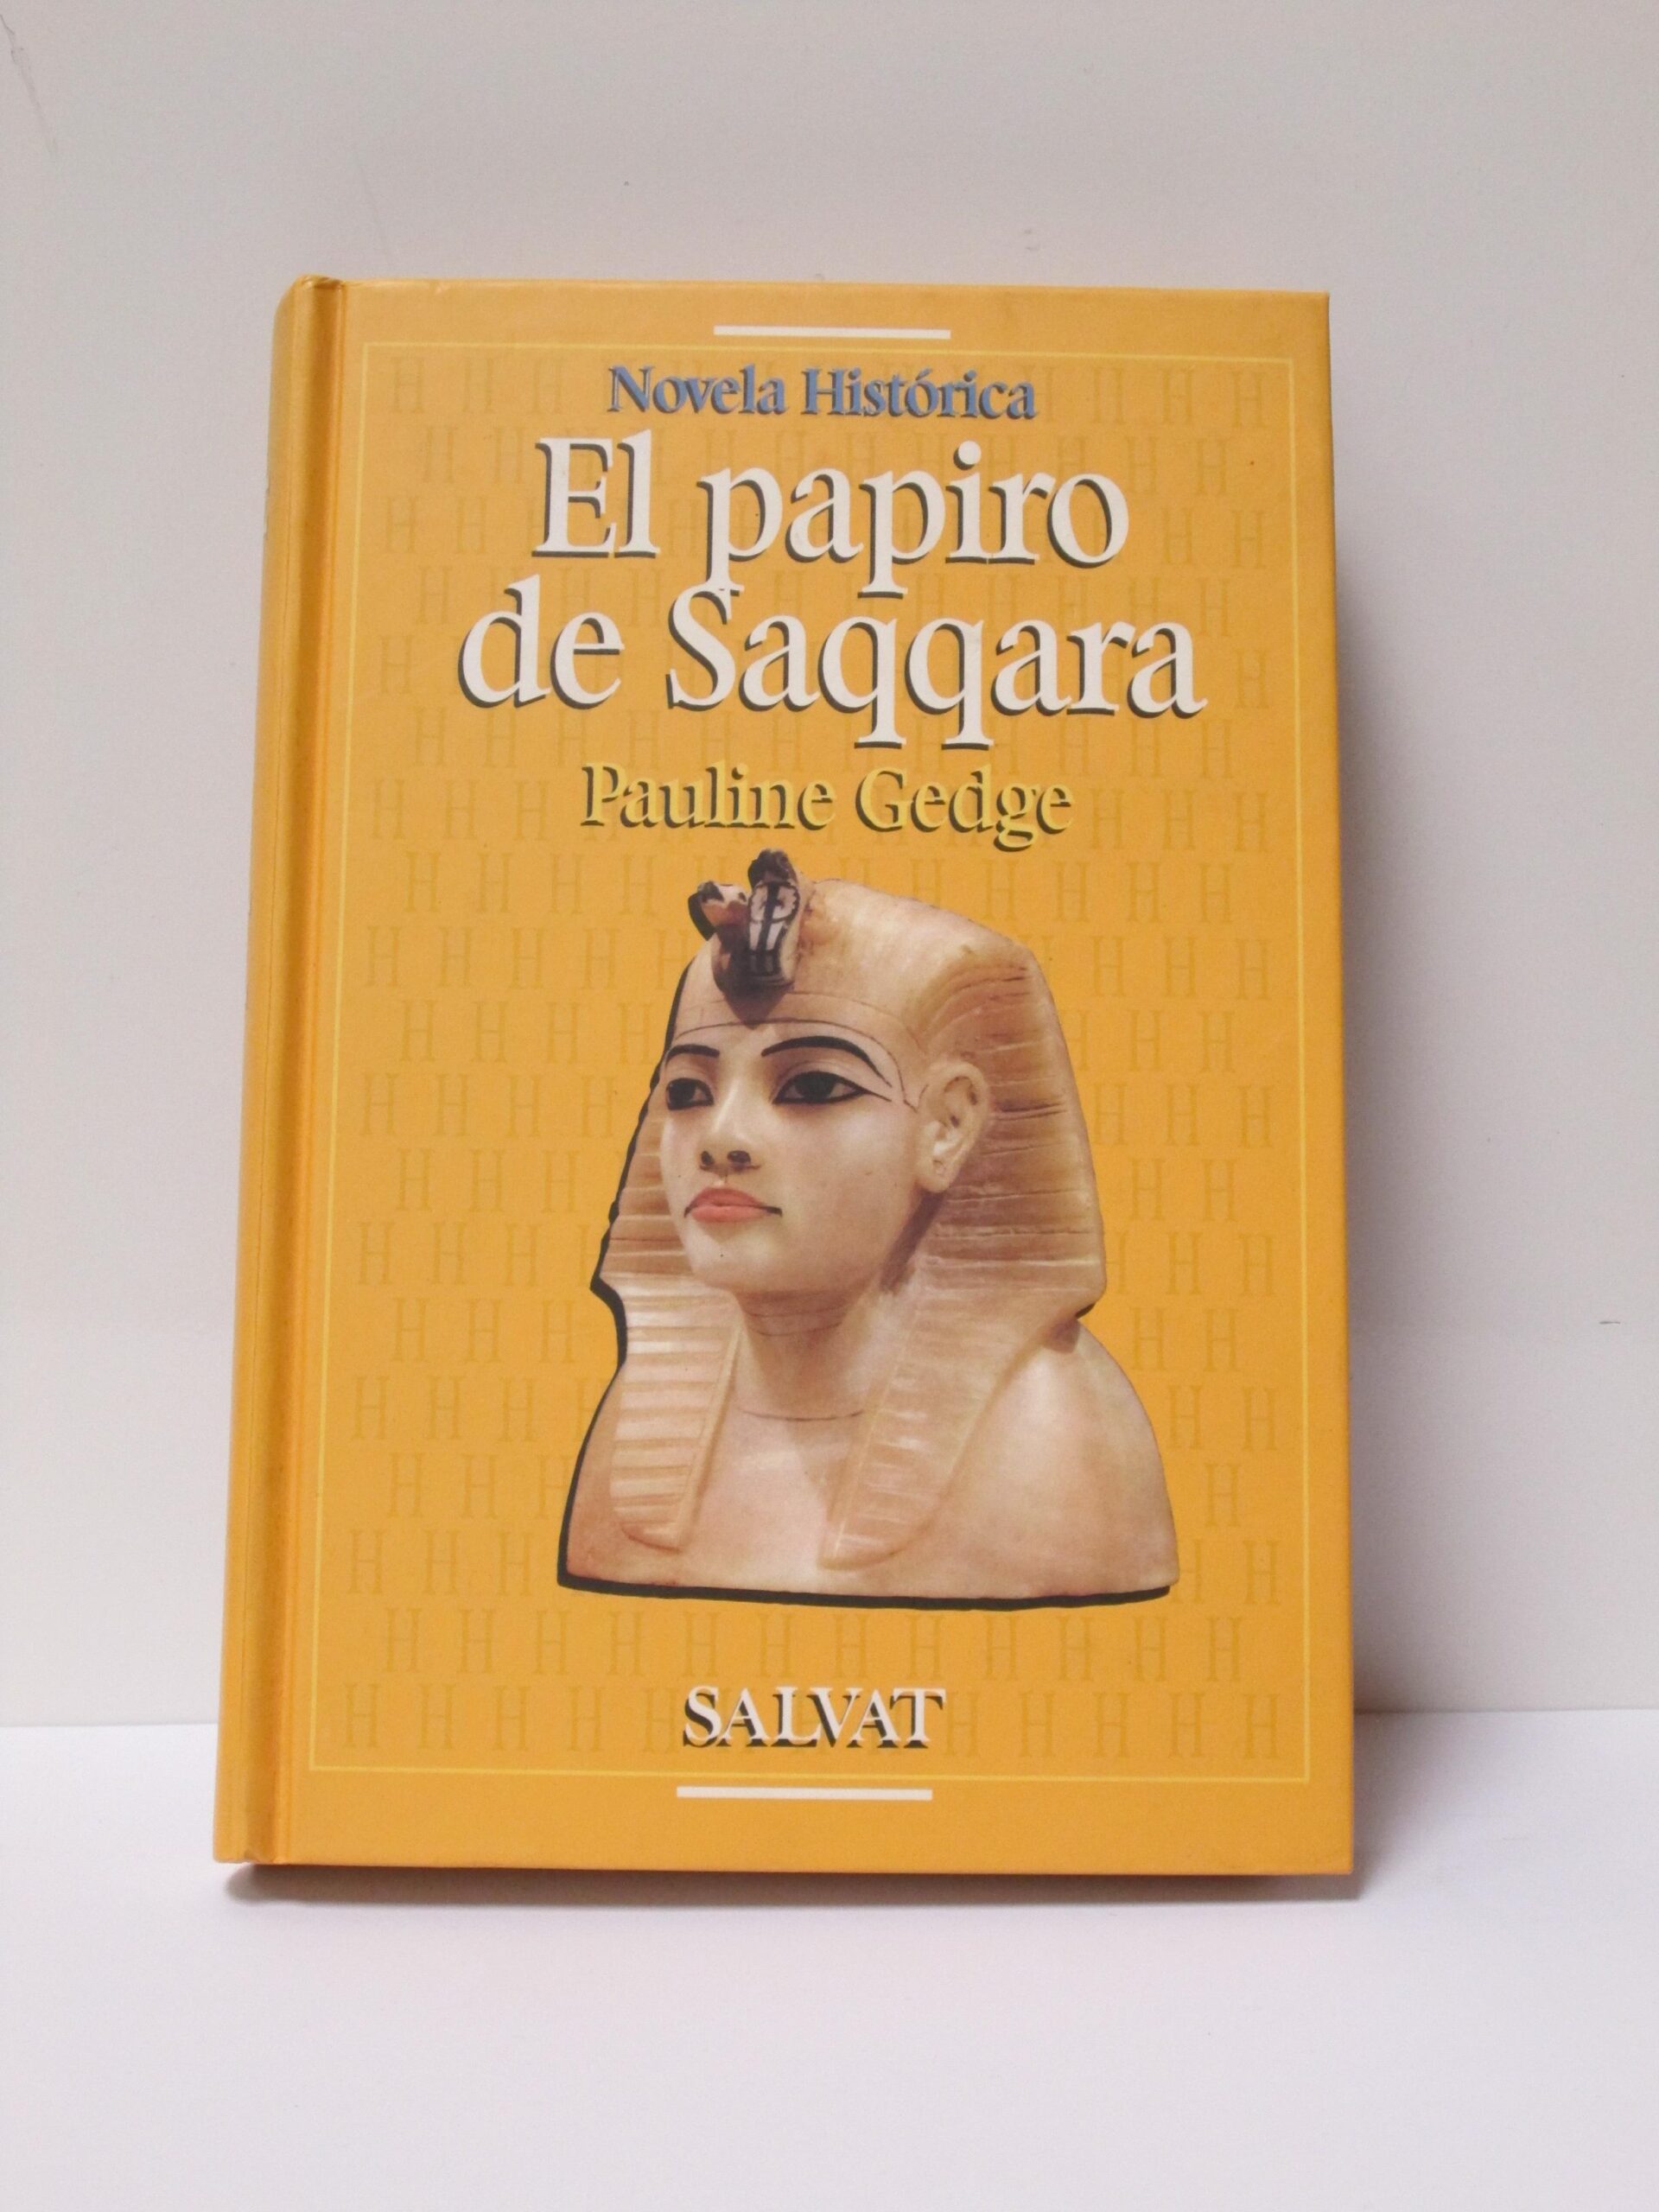 Novela Histórica
El papiro
de Saqqara
Pauline Gedge
SALVAT